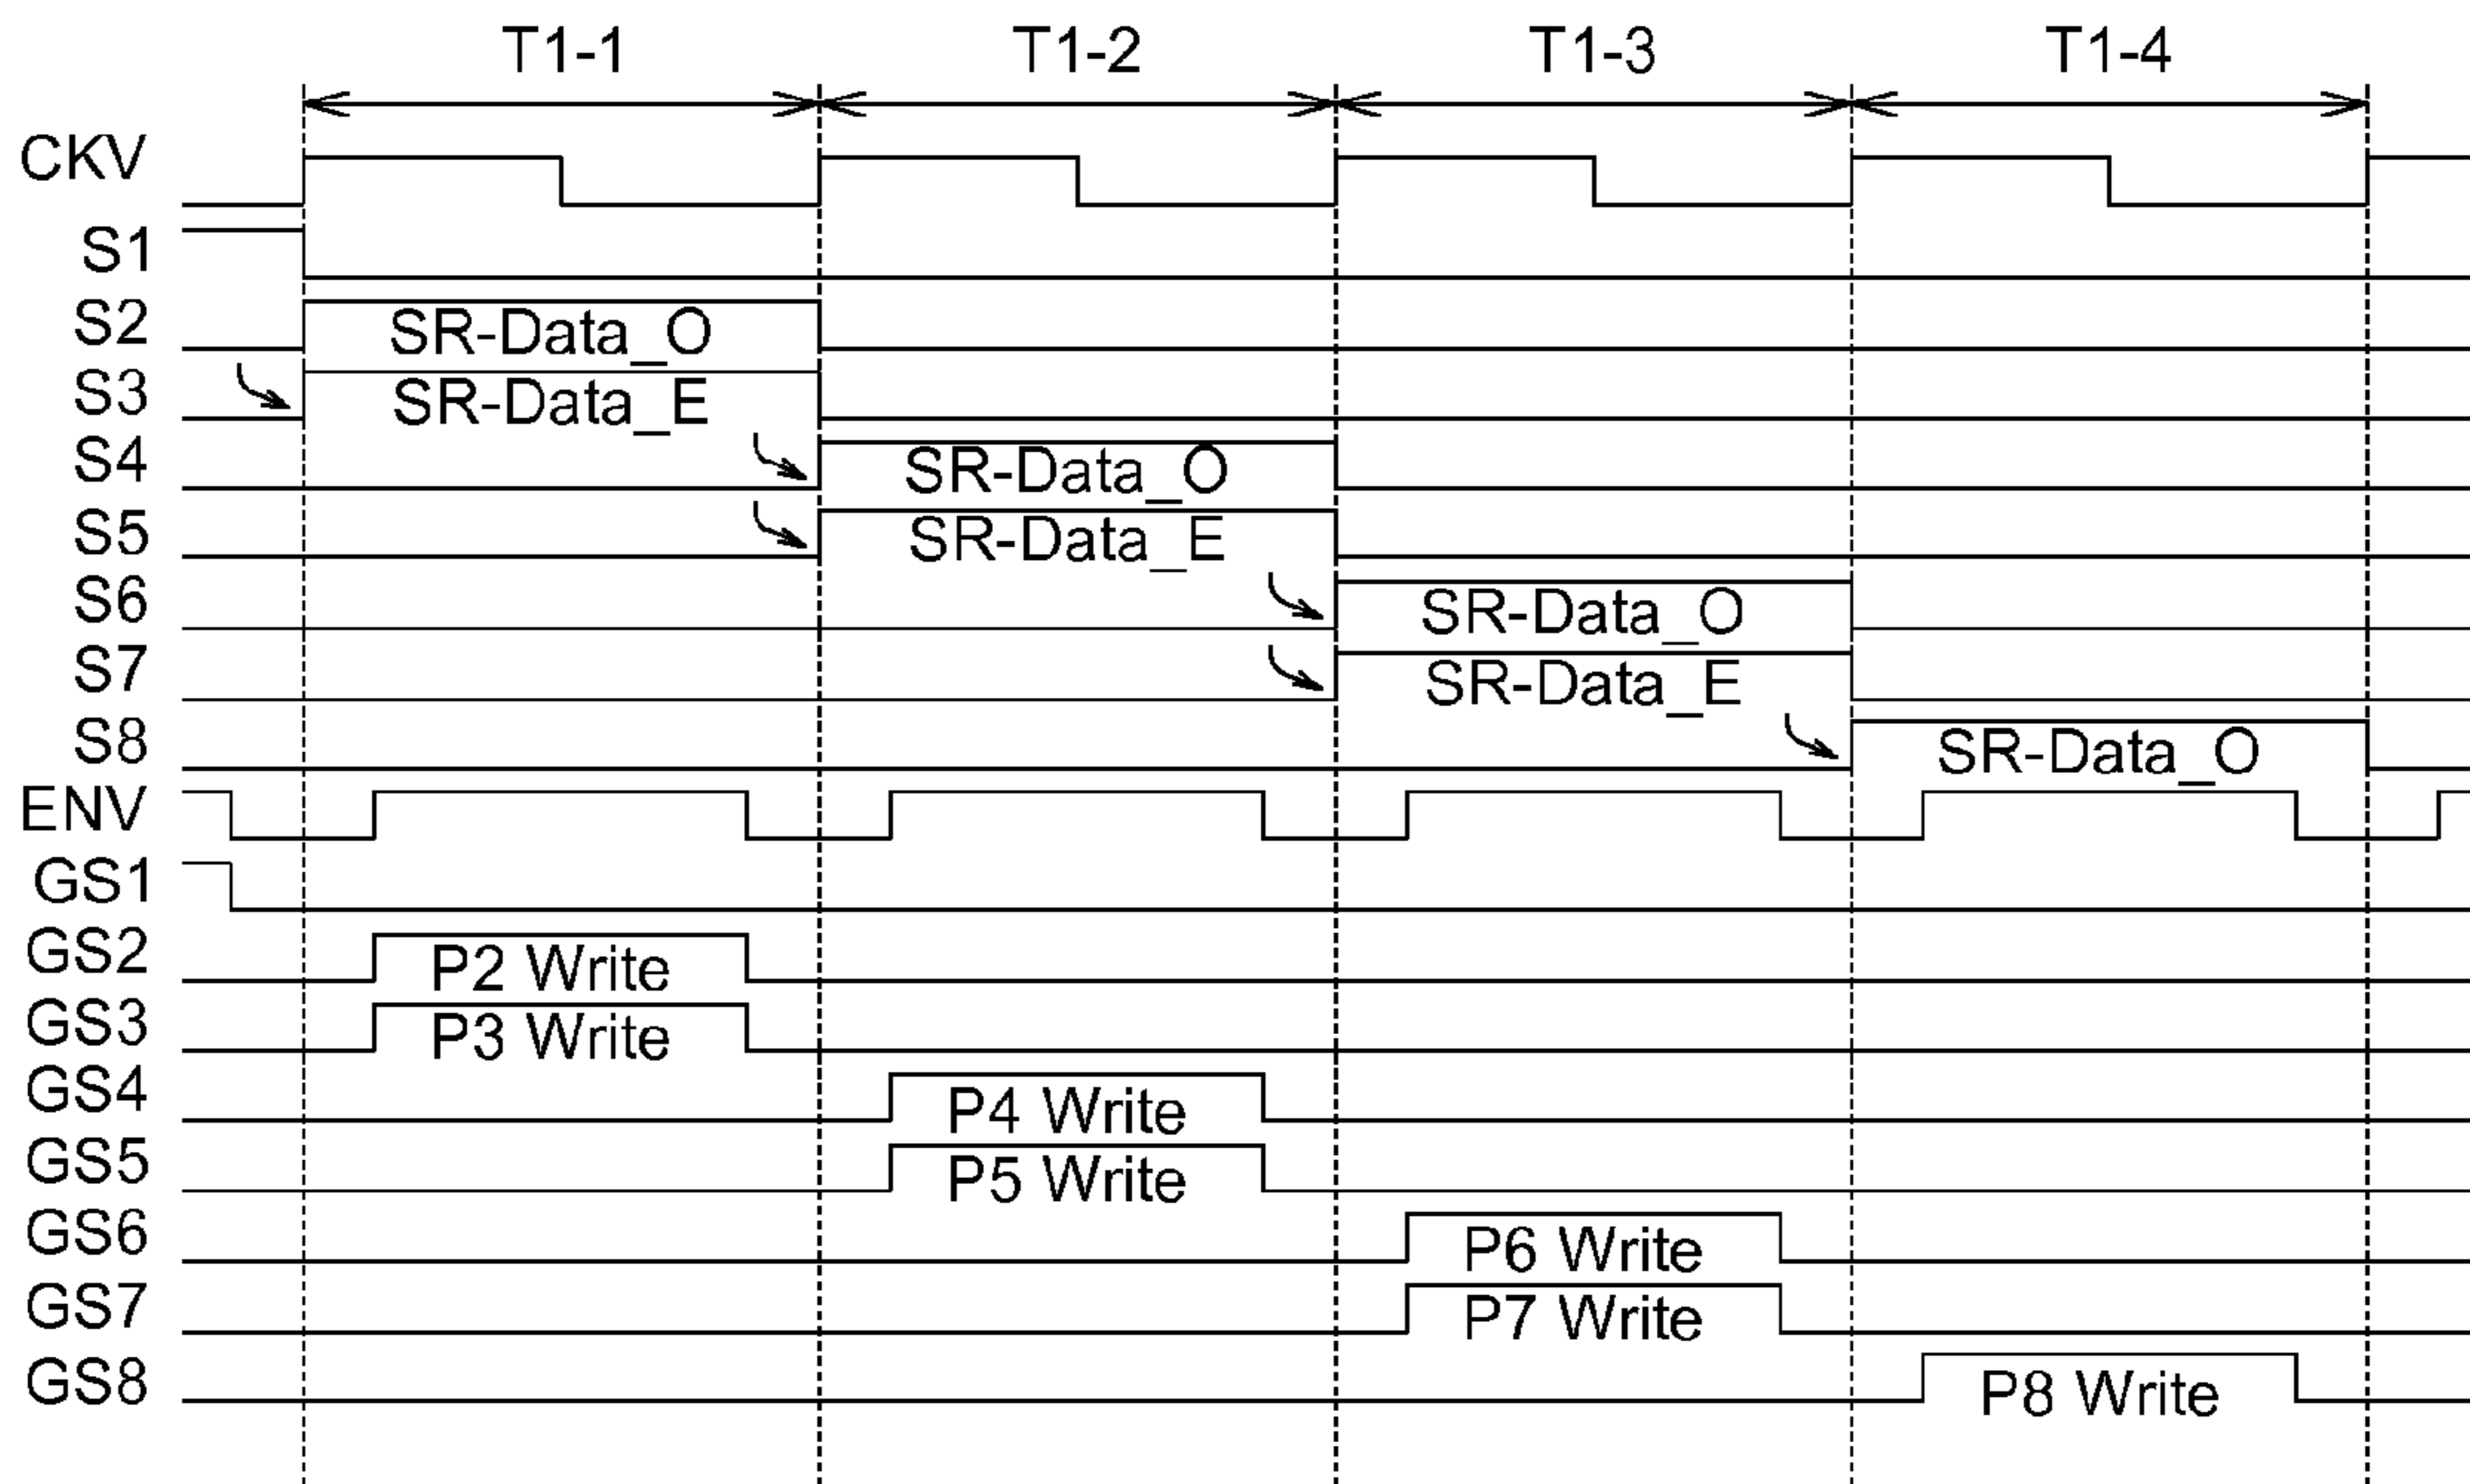 T1-1 T1-2 T1-3 T1-4
CKV
S1
S2 SR-Data_O
S3 SR-Data_E
S4 SR-Data_O
S5 SR-Data_E
S6 SR-Data_O
S7 SR-Data_E
S8 SR-Data_O
ENV
GS1
GS2 P2 Write
GS3 P3 Write
GS4 P4 Write
GS5 P5 Write
GS6 P6 Write
GS7 P7 Write
GS8 P8 Write